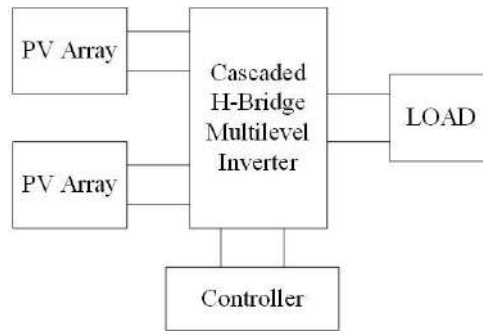 PV Array
Cascaded
H-Bridge
Multilevel
Inverter
LOAD
PV Array
Controller